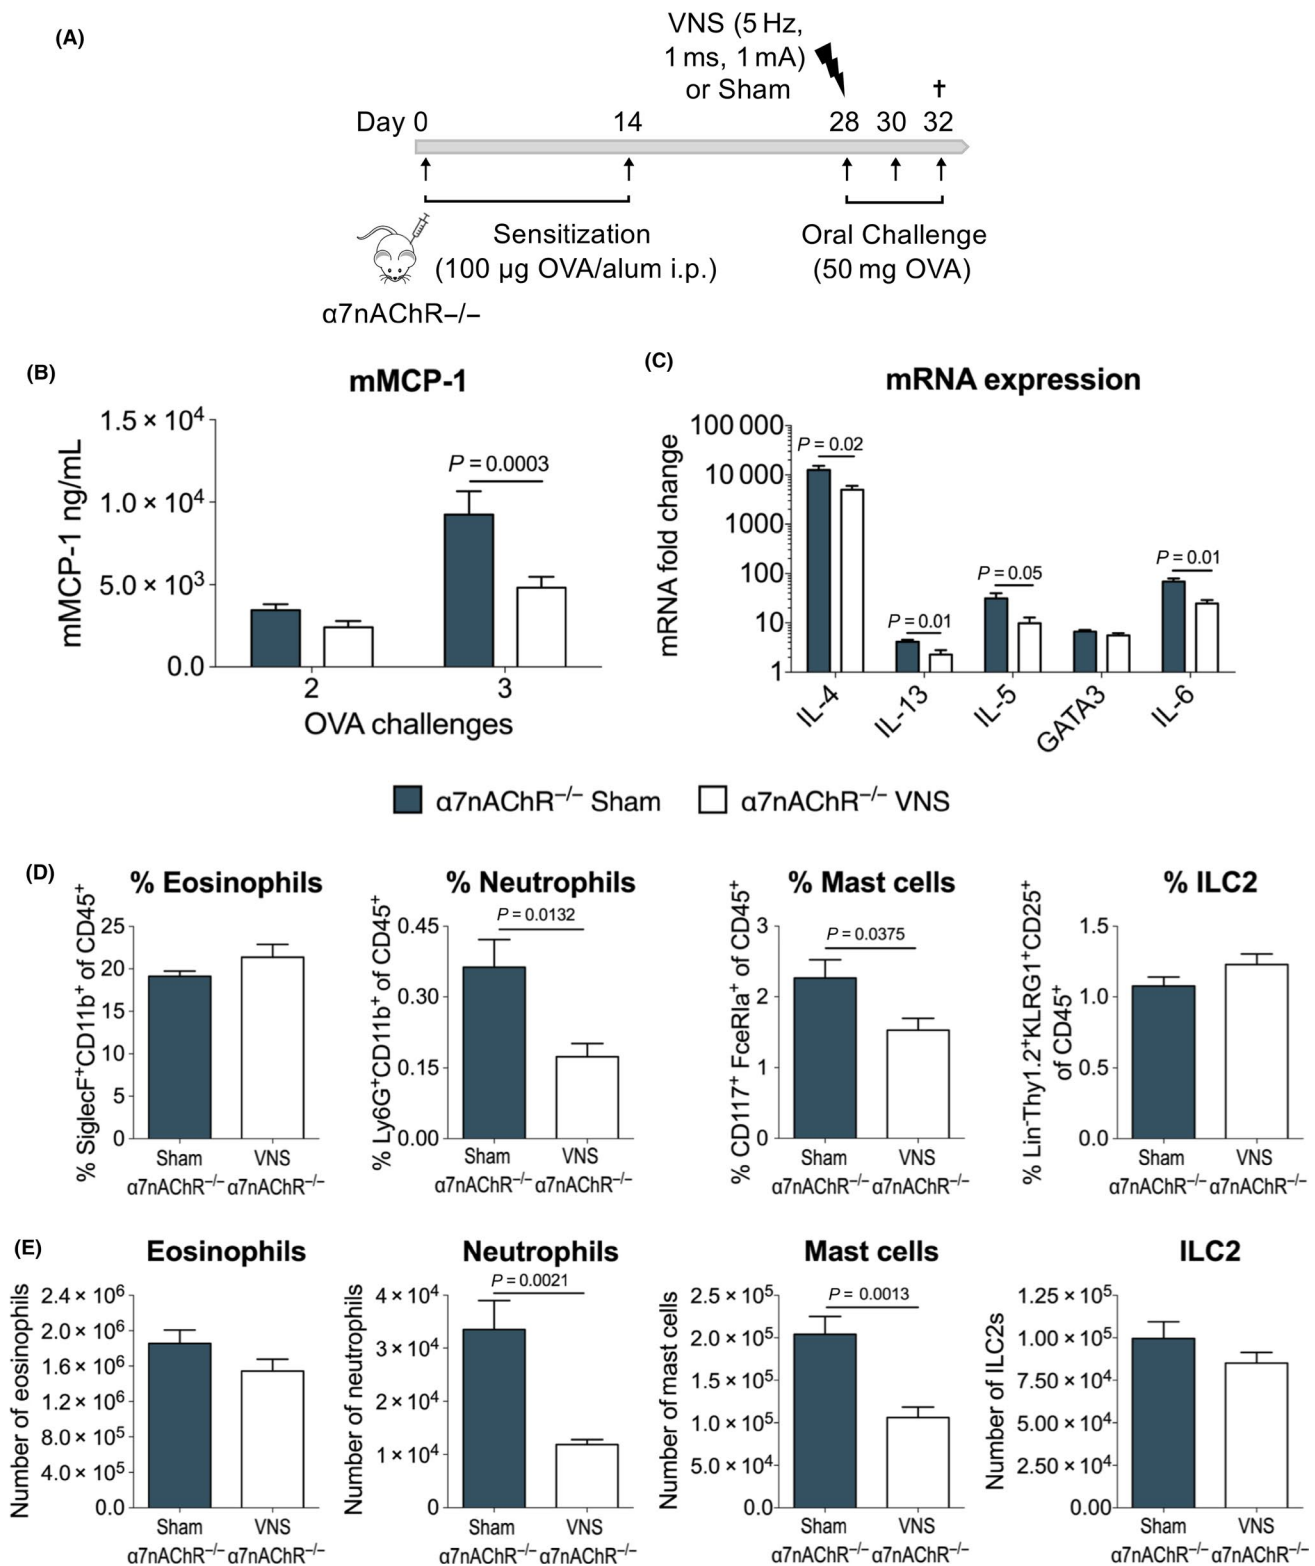 (A)
VNS (5 Hz,
1 ms, 1 mA)
or Sham
†
Day 0 14 28 30 32
Sensitization
(100 µg OVA/alum i.p.)
Oral Challenge
(50 mg OVA)
α7nAChR–/–
(B)
mMCP-1
mMCP-1 ng/mL
1.5 × 10⁴
1.0 × 10⁴
5.0 × 10³
0.0
P = 0.0003
2 3
OVA challenges
(C)
mRNA expression
mRNA fold change
100 000
10 000
1000
100
10
1
P = 0.02
P = 0.01
P = 0.05
P = 0.01
IL-4 IL-13 IL-5 GATA3 IL-6
α7nAChR⁻/⁻ Sham α7nAChR⁻/⁻ VNS
(D)
% Eosinophils
% SiglecF⁺CD11b⁺ of CD45⁺
25
20
15
10
5
0
Sham VNS
α7nAChR⁻/⁻ α7nAChR⁻/⁻
% Neutrophils
% Ly6G⁺CD11b⁺ of CD45⁺
P = 0.0132
0.45
0.30
0.15
0.00
Sham VNS
α7nAChR⁻/⁻ α7nAChR⁻/⁻
% Mast cells
% CD117⁺ FceRIa⁺ of CD45⁺
P = 0.0375
3
2
1
0
Sham VNS
α7nAChR⁻/⁻ α7nAChR⁻/⁻
% ILC2
% Lin⁻Thy1.2⁺KLRG1⁺CD25⁺
of CD45⁺
1.5
1.0
0.5
0.0
Sham VNS
α7nAChR⁻/⁻ α7nAChR⁻/⁻
(E)
Eosinophils
Number of eosinophils
2.4 × 10⁶
2.0 × 10⁶
1.6 × 10⁶
1.2 × 10⁶
8.0 × 10⁵
4.0 × 10⁵
0.0
Sham VNS
α7nAChR⁻/⁻ α7nAChR⁻/⁻
Neutrophils
Number of neutrophils
P = 0.0021
4 × 10⁴
3 × 10⁴
2 × 10⁴
1 × 10⁴
0
Sham VNS
α7nAChR⁻/⁻ α7nAChR⁻/⁻
Mast cells
Number of mast cells
P = 0.0013
2.5 × 10⁵
2.0 × 10⁵
1.5 × 10⁵
1.0 × 10⁵
5.0 × 10⁴
0.0
Sham VNS
α7nAChR⁻/⁻ α7nAChR⁻/⁻
ILC2
Number of ILC2s
1.25 × 10⁵
1.00 × 10⁵
7.50 × 10⁴
5.00 × 10⁴
2.50 × 10⁴
0.00
Sham VNS
α7nAChR⁻/⁻ α7nAChR⁻/⁻